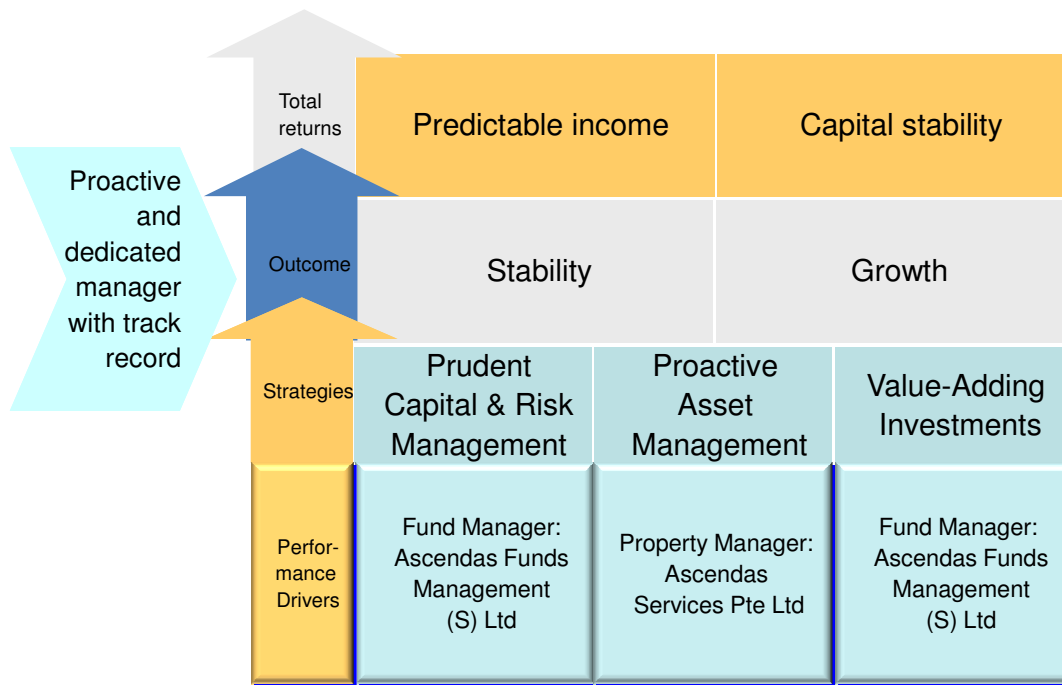 Total
returns
Predictable income
Capital stability
Proactive
and
dedicated
manager
with track
record
Outcome
Stability
Growth
Strategies
Prudent
Capital & Risk
Management
Proactive
Asset
Management
Value-Adding
Investments
Perfor-
mance
Drivers
Fund Manager:
Ascendas Funds
Management
(S) Ltd
Property Manager:
Ascendas
Services Pte Ltd
Fund Manager:
Ascendas Funds
Management
(S) Ltd